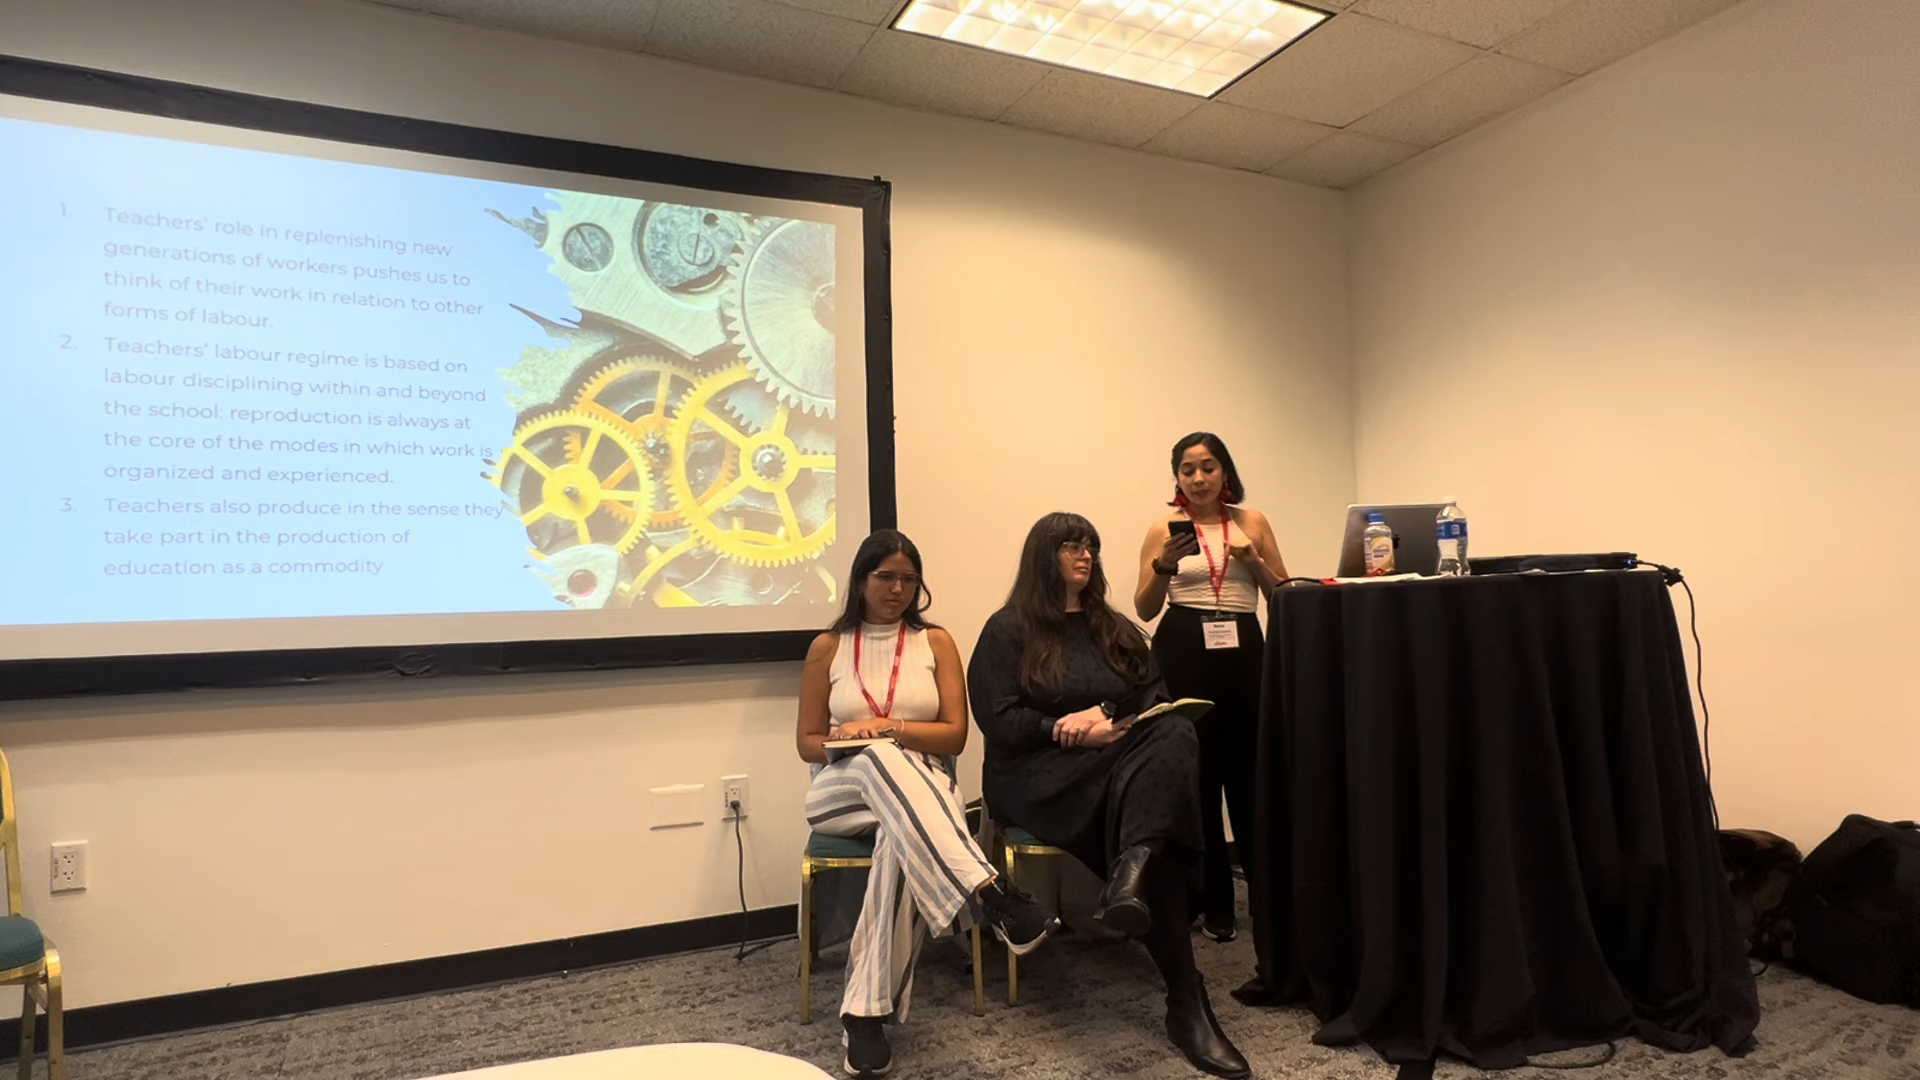 1. Teachers' role in replenishing new
generations of workers pushes us to
think of their work in relation to other
forms of labour.
2. Teachers' labour regime is based on
labour disciplining within and beyond
the school: reproduction is always at
the core of the modes in which work is
organized and experienced.
3. Teachers also produce in the sense they
take part in the production of
education as a commodity